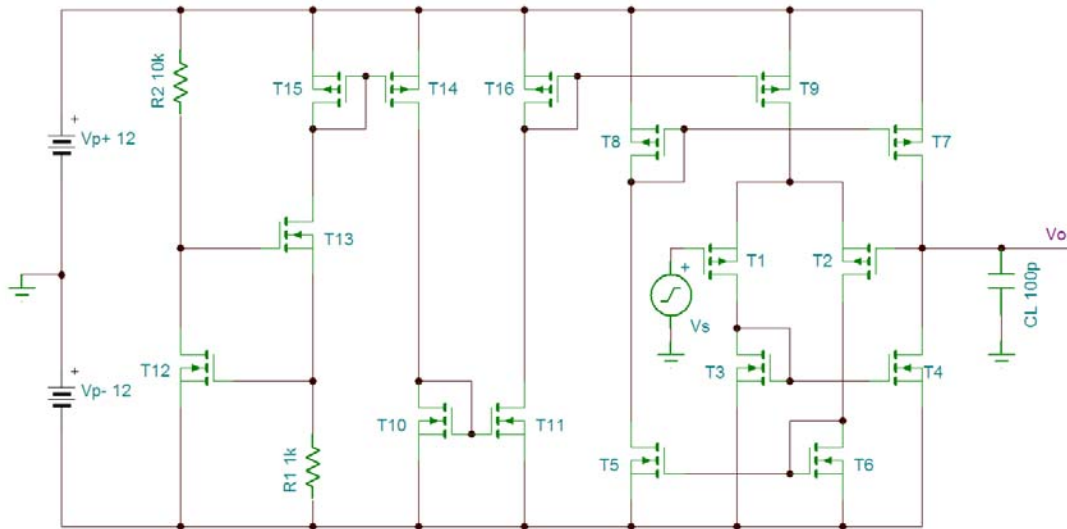 R2 10k
T15
T14
T16
T9
Vp+ 12
T8
T7
T13
Vo
T1
T2
CL 100p
Vs
T12
T3
T4
Vp- 12
T10
T11
R1 1k
T5
T6
+
+
+